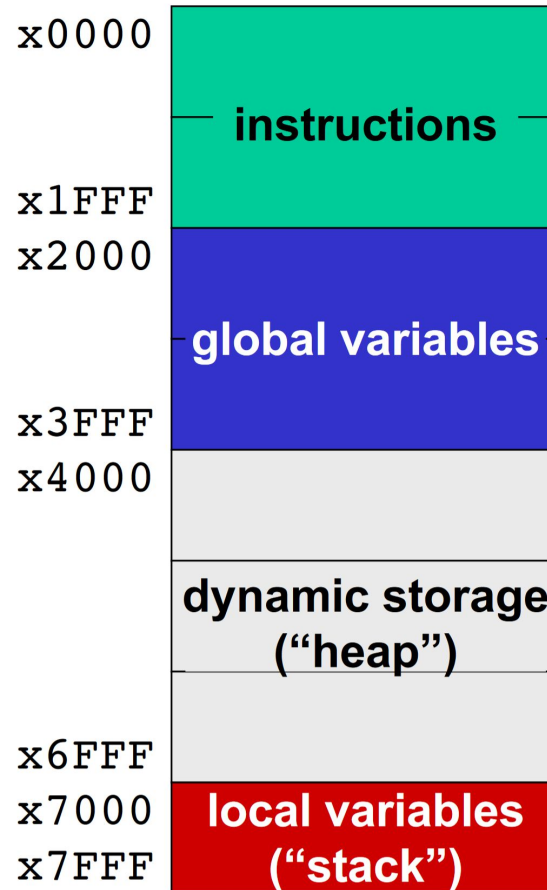 x0000
instructions
x1FFF
x2000
global variables
x3FFF
x4000
dynamic storage
(“heap”)
x6FFF
x7000
local variables
x7FFF
(“stack”)